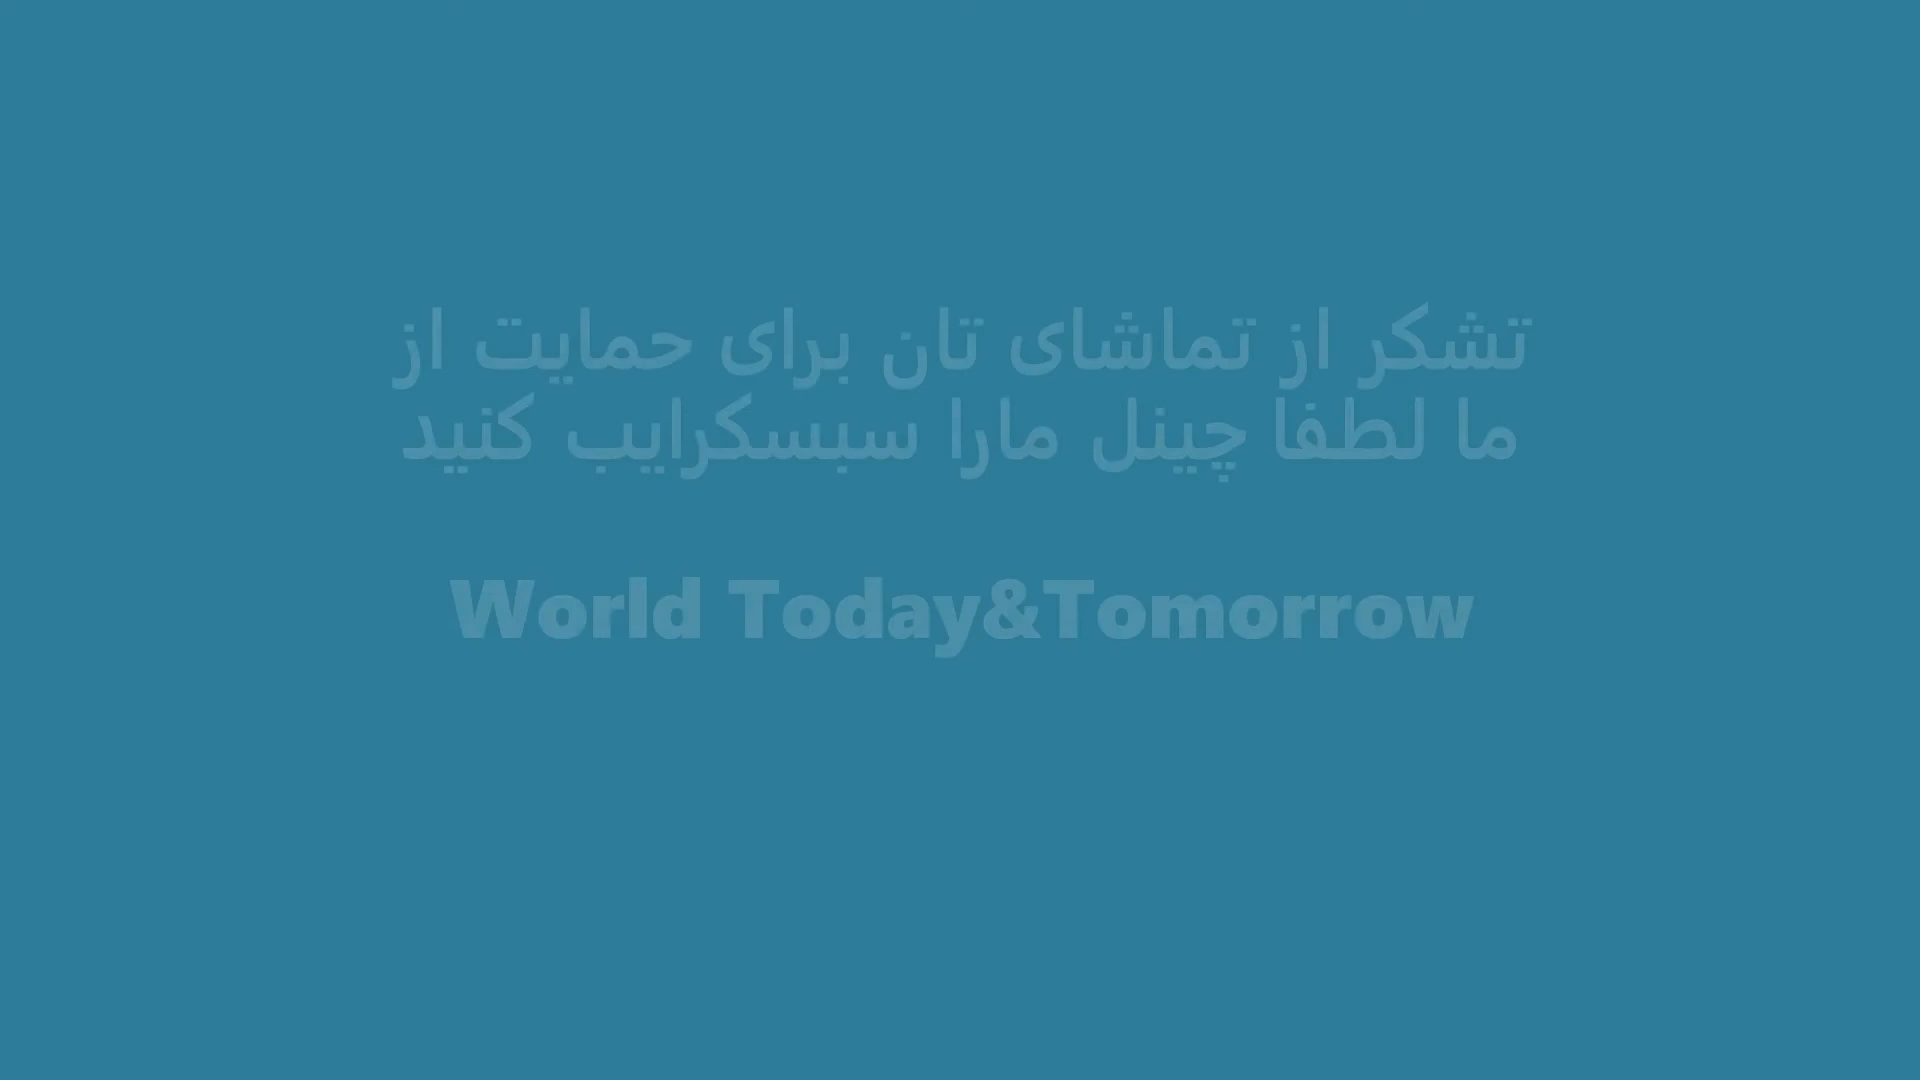 تشکر از تماشای تان برای حمایت از
ما لطفا چینل مارا سبسکرایب کنید
World Today&Tomorrow